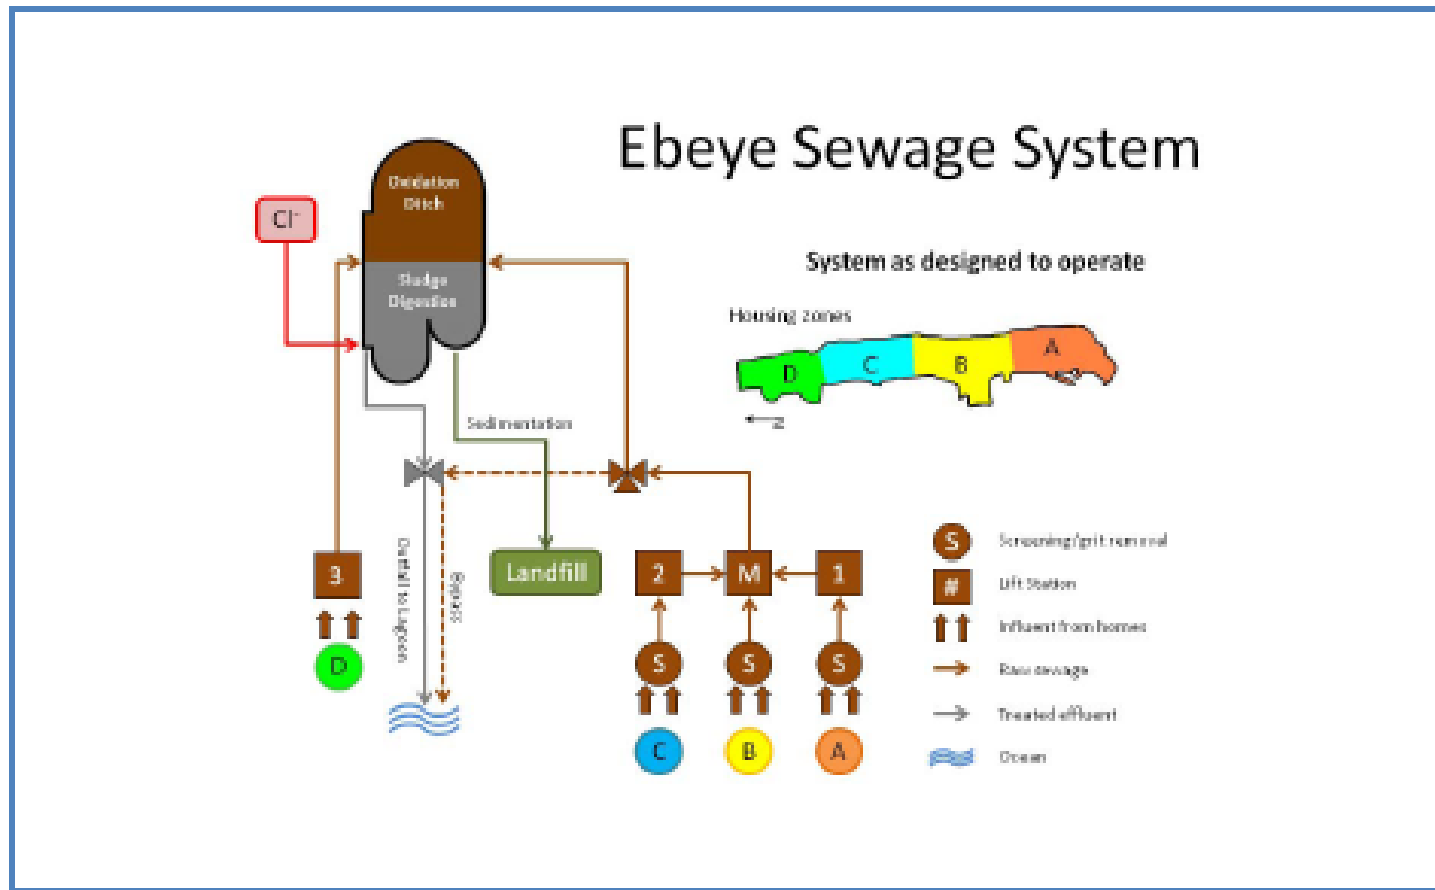 Ebeye Sewage System
Oxidation
Ditch
Cl⁻
Sludge
Digestion
System as designed to operate
Housing zones
A
B
C
D
Z
Sedimentation
3
Outfall to Lagoon
Bypass
Landfill
2
M
1
D
S
S
S
C
B
A
S
Screening/grit removal
#
Lift Station
Influent from homes
Raw sewage
Treated effluent
Ocean